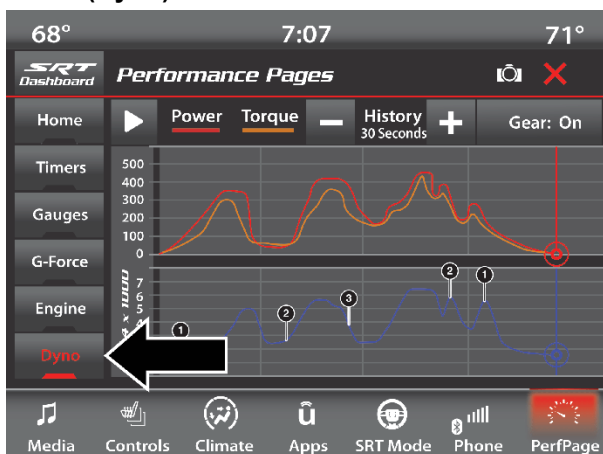 68° 7:07 71°
SRT Dashboard Performance Pages
Home Power Torque History 30 Seconds Gear: On
Timers
Gauges
G-Force
Engine
Dyno
500
400
300
200
100
0
7
6
5
x 1000
1 2 3 2 1
Media Controls Climate Apps SRT Mode Phone PerfPage